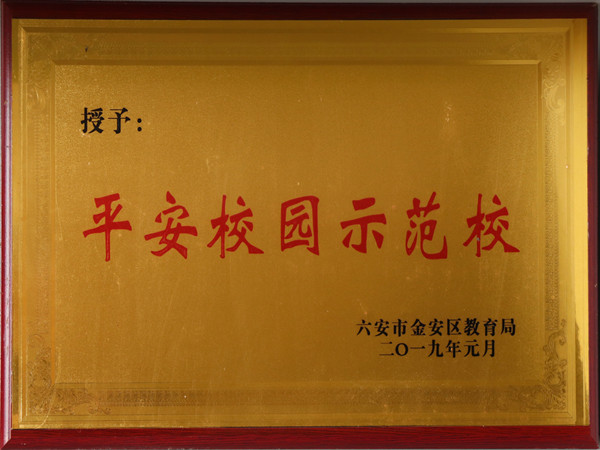 授予：
平安校园示范校
六安市金安区教育局
二〇一九年元月